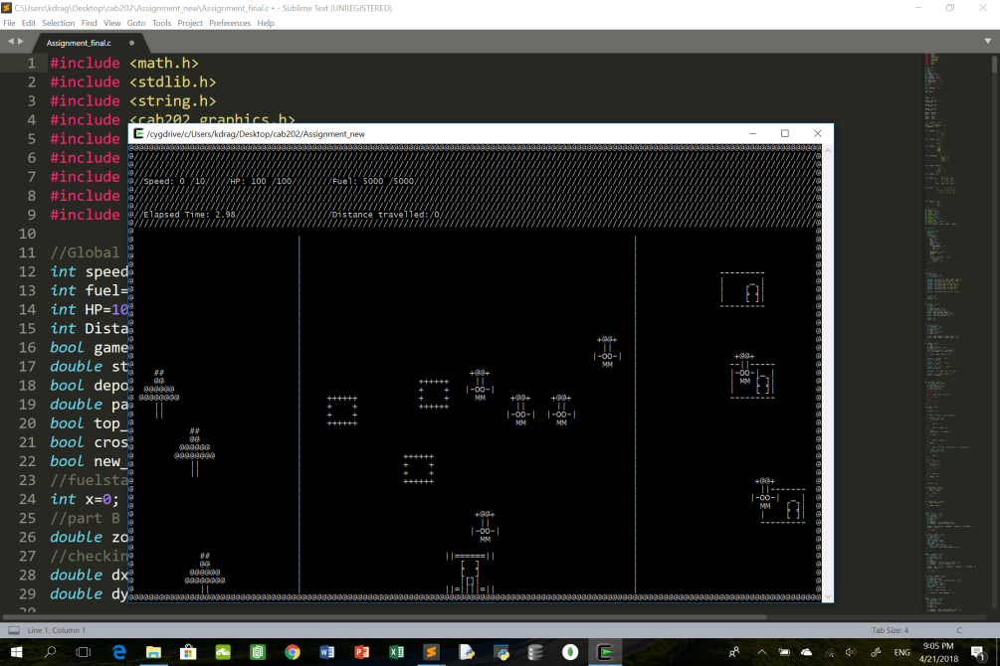 C:\Users\kdrag\Desktop\cab202\Assignment_new\Assignment_final.c • - Sublime Text (UNREGISTERED)
File Edit Selection Find View Goto Tools Project Preferences Help
Assignment_final.c
1 #include <math.h>
2 #include <stdlib.h>
3 #include <string.h>
4 #include <cab202_graphics.h>
/cygdrive/c/Users/kdrag/Desktop/cab202/Assignment_new
5 #include
6 #include
7 #include
8 #include
9 #include
10
11 //Global
12 int speed
13 int fuel=
14 int HP=10
15 int Dista
16 bool game
17 double st
18 bool depo
19 double pa
20 bool top_
21 bool cros
22 bool new_
23 //fuelsta
24 int x=0;
25 //part B
26 double zo
27 //checkin
28 double dx
29 double dy
Speed: 0 /10 HP: 100 /100 Fuel: 5000 /5000
Elapsed Time: 2.98 Distance travelled: 0
LOSE
WIN
Line 1, Column 1
Tab Size: 4
C
ENG
9:05 PM
4/21/2018